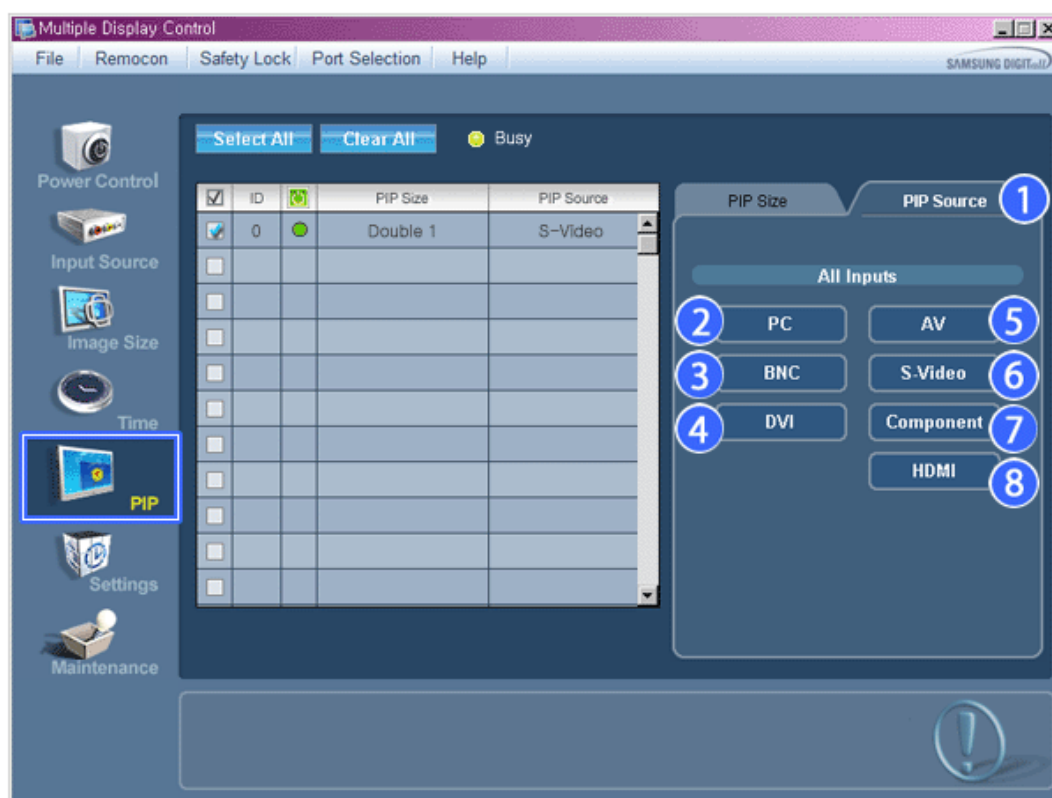 Multiple Display Control
File Remocon Safety Lock Port Selection Help
SAMSUNG DIGITall
Select All Clear All Busy
Power Control
Input Source
Image Size
Time
PIP
Settings
Maintenance
ID PIP Size PIP Source
0 Double 1 S-Video
PIP Size PIP Source 1
All Inputs
2 PC AV 5
3 BNC S-Video 6
4 DVI Component 7
HDMI 8